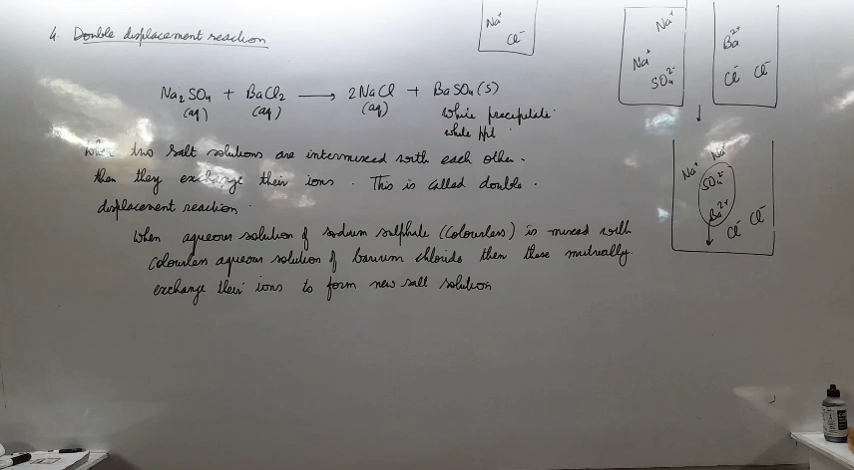 4. Double displacement reaction
Na₂SO₄ + BaCl₂ ⟶ 2NaCl + BaSO₄(s)
(aq) (aq) (aq) white precipitate
white ppt
When two salt solutions are intermixed with each other.
then they exchange their ions. This is called double.
displacement reaction
When aqueous solution of sodium sulphate (colourless) is mixed with
colourless aqueous solution of barium chloride then these mutually.
exchange their ions to form new salt solution
Na⁺
Cl⁻
Na⁺
Na⁺
SO₄²⁻
Ba²⁺
Cl⁻ Cl⁻
Na⁺ Na⁺
SO₄²⁻
Ba²⁺
Cl⁻ Cl⁻